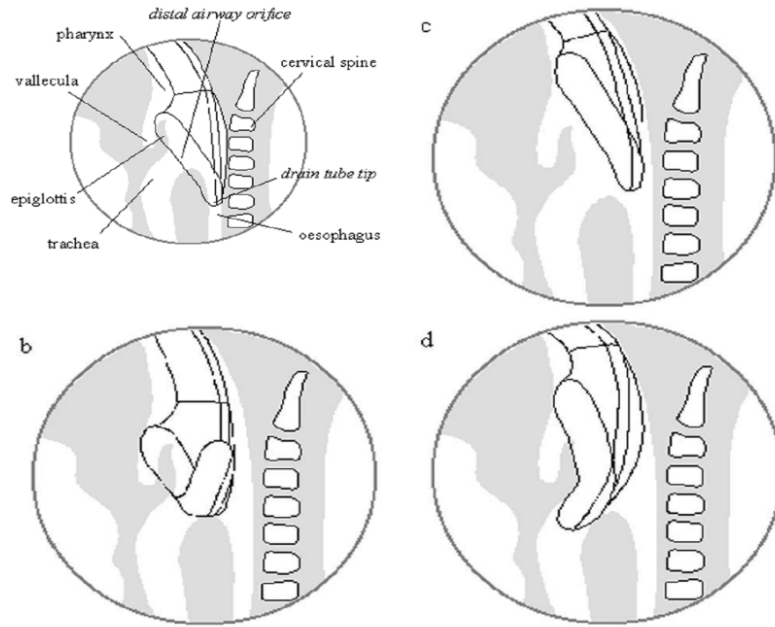 distal airway orifice
pharynx
cervical spine
vallecula
drain tube tip
epiglottis
oesophagus
trachea
c
b
d